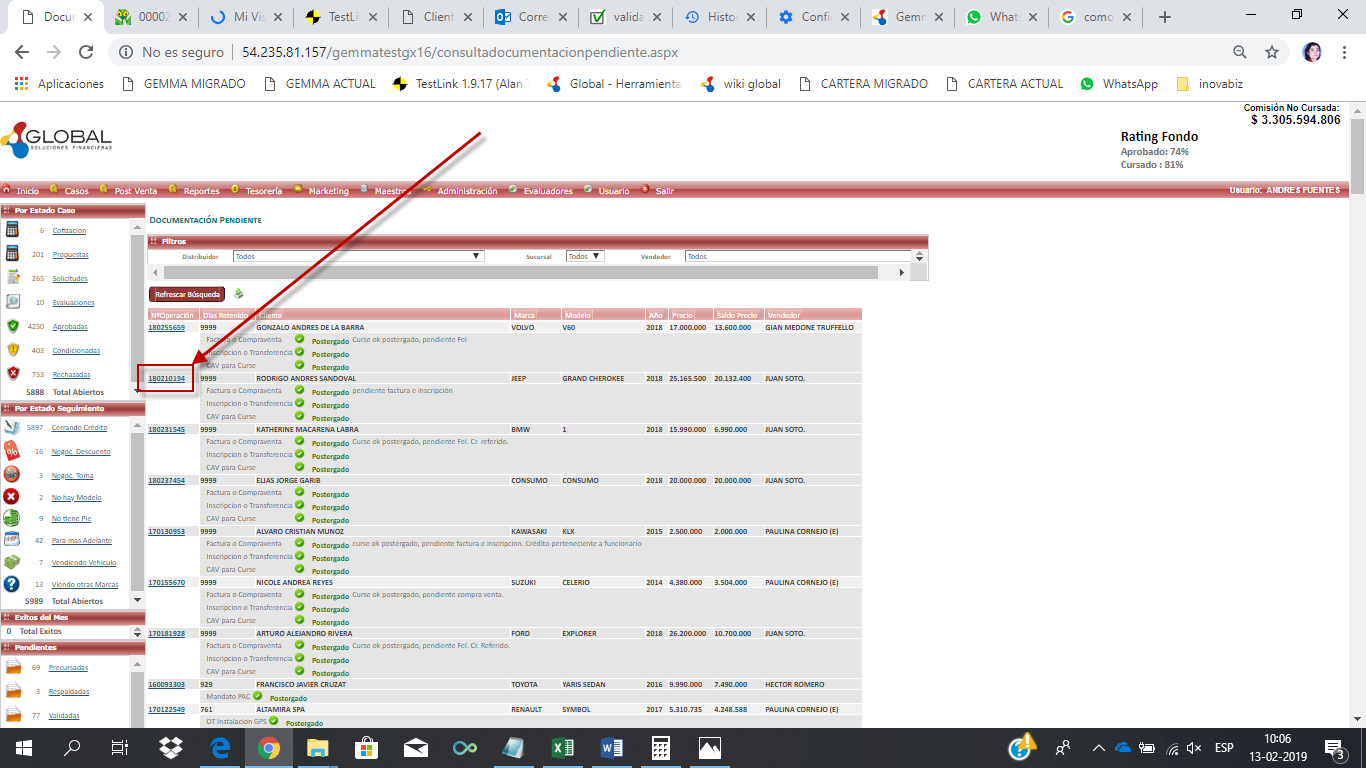 Docun
00002
Mi Vis
TestLin
Client
Corre
valida
Histor
Confi
Gemm
Whats
como
No es seguro | 54.235.81.157/gemmatestgx16/consultadocumentacionpendiente.aspx
Aplicaciones GEMMA MIGRADO GEMMA ACTUAL TestLink 1.9.17 (Alan Global - Herramienta wiki global CARTERA MIGRADO CARTERA ACTUAL WhatsApp inovabiz
Comisión No Cursada:
$ 3.305.594.806
GLOBAL
SOLUCIONES FINANCIERAS
Rating Fondo
Aprobado: 74%
Cursado : 81%
Inicio Casos Post Venta Reportes Tesorería Marketing Maestros Administración Evaluadores Usuario Salir Usuario: ANDRES FUENTES
Por Estado Caso
6 Cotizacion
201 Propuestas
265 Solicitudes
10 Evaluaciones
4250 Aprobadas
403 Condicionadas
753 Rechazadas
5888 Total Abiertos
Por Estado Seguimiento
5897 Cerrando Crédito
16 Negoc. Descuento
3 Negoc. Toma
2 No hay Modelo
9 No tiene Pie
42 Para mas Adelante
7 Vendiendo Vehiculo
13 Viendo otras Marcas
5989 Total Abiertos
Exitos del Mes
0 Total Exitos
Pendientes
69 Precursadas
3 Respaldadas
77 Validadas
DOCUMENTACIÓN PENDIENTE
Filtros
Distribuidor Todos Sucursal Todos Vendedor Todos
Refrescar Búsqueda
NºOperación Días Retenido Cliente Marca Modelo Año Precio Saldo Precio Vendedor
180255659 9999 GONZALO ANDRES DE LA BARRA VOLVO V60 2018 17.000.000 13.600.000 GIAN MEDONE TRUFFELLO
Factura o Compraventa Postergado Curse ok postergado, pendiente Fel
Inscripcion o Transferencia Postergado
CAV para Curse Postergado
180210194 9999 RODRIGO ANDRES SANDOVAL JEEP GRAND CHEROKEE 2018 25.165.500 20.132.400 JUAN SOTO.
Factura o Compraventa Postergado pendiente factura e inscripción
Inscripcion o Transferencia Postergado
CAV para Curse Postergado
180231545 9999 KATHERINE MACARENA LABRA BMW 1 2018 15.990.000 6.990.000 JUAN SOTO.
Factura o Compraventa Postergado Curse ok postergado, pendiente Fel. Cr. referido.
Inscripcion o Transferencia Postergado
CAV para Curse Postergado
180237454 9999 ELIAS JORGE GARIB CONSUMO CONSUMO 2018 20.000.000 20.000.000 JUAN SOTO.
Factura o Compraventa Postergado
Inscripcion o Transferencia Postergado
CAV para Curse Postergado
170130953 9999 ALVARO CRISTIAN MUNOZ KAWASAKI KLX 2015 2.500.000 2.000.000 PAULINA CORNEJO (E)
Factura o Compraventa Postergado curse ok postergado, pendiente factura e inscripcion. Crédito perteneciente a funcionario
Inscripcion o Transferencia Postergado
CAV para Curse Postergado
170155670 9999 NICOLE ANDREA REYES SUZUKI CELERIO 2014 4.380.000 3.504.000 PAULINA CORNEJO (E)
Factura o Compraventa Postergado Curse ok postergado, pendiente compra venta.
Inscripcion o Transferencia Postergado
CAV para Curse Postergado
170181928 9999 ARTURO ALEJANDRO RIVERA FORD EXPLORER 2018 26.200.000 10.700.000 JUAN SOTO.
Factura o Compraventa Postergado Curse ok postergado, pendiente Fel. Cr. Referido.
Inscripcion o Transferencia Postergado
CAV para Curse Postergado
160093303 929 FRANCISCO JAVIER CRUZAT TOYOTA YARIS SEDAN 2016 9.990.000 7.490.000 HECTOR ROMERO
Mandato PAC Postergado
170122549 761 ALTAMIRA SPA RENAULT SYMBOL 2017 5.310.735 4.248.588 PAULINA CORNEJO (E)
OT Instalacion GPS Postergado
ESP
10:06
13-02-2019
3